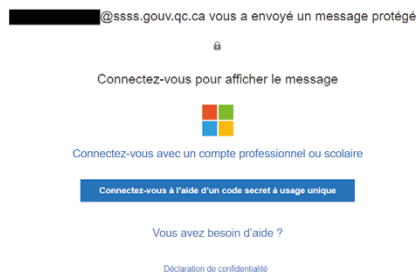 @ssss.gouv.qc.ca vous a envoyé un message protégé
Connectez-vous pour afficher le message
Connectez-vous avec un compte professionnel ou scolaire
Connectez-vous à l'aide d'un code secret à usage unique
Vous avez besoin d'aide ?
Déclaration de confidentialité